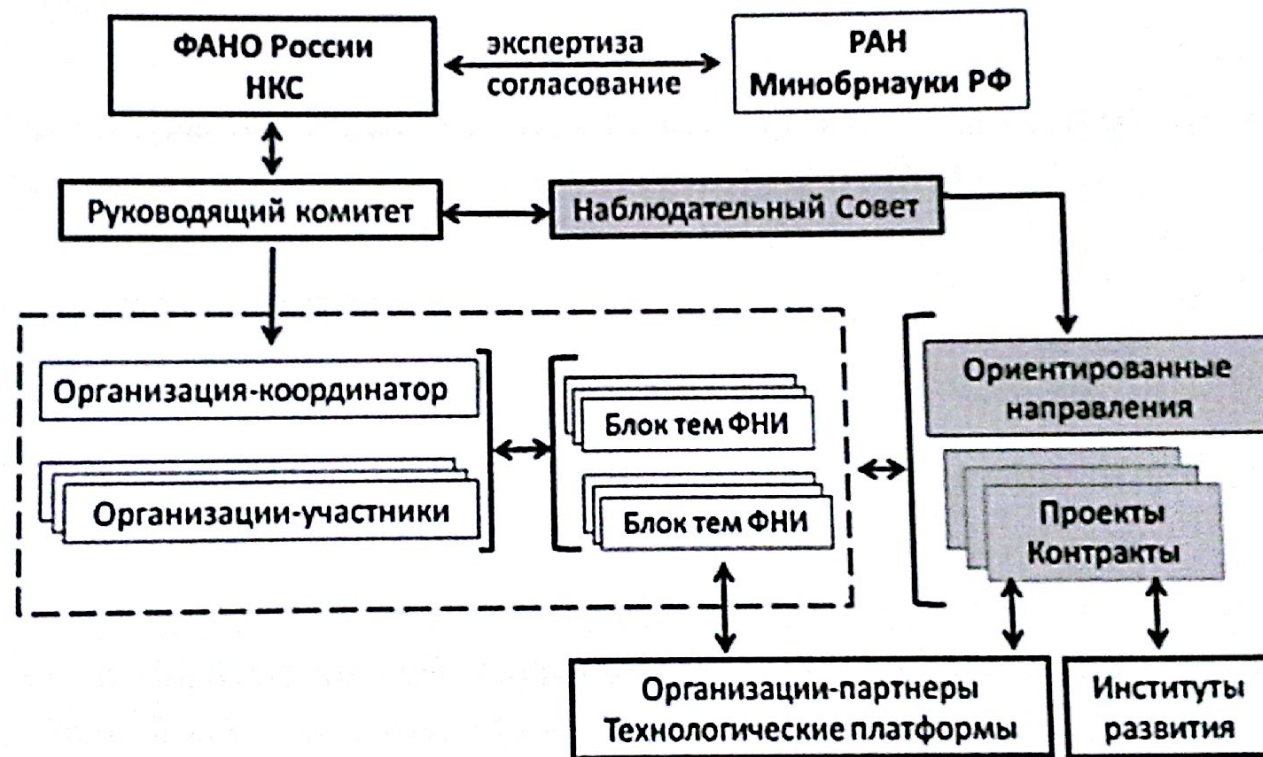 ФАНО России
НКС
экспертиза
согласование
РАН
Минобрнауки РФ
Руководящий комитет
Наблюдательный Совет
Организация-координатор
Организации-участники
Блок тем ФНИ
Блок тем ФНИ
Ориентированные
направления
Проекты
Контракты
Организации-партнеры
Технологические платформы
Институты
развития